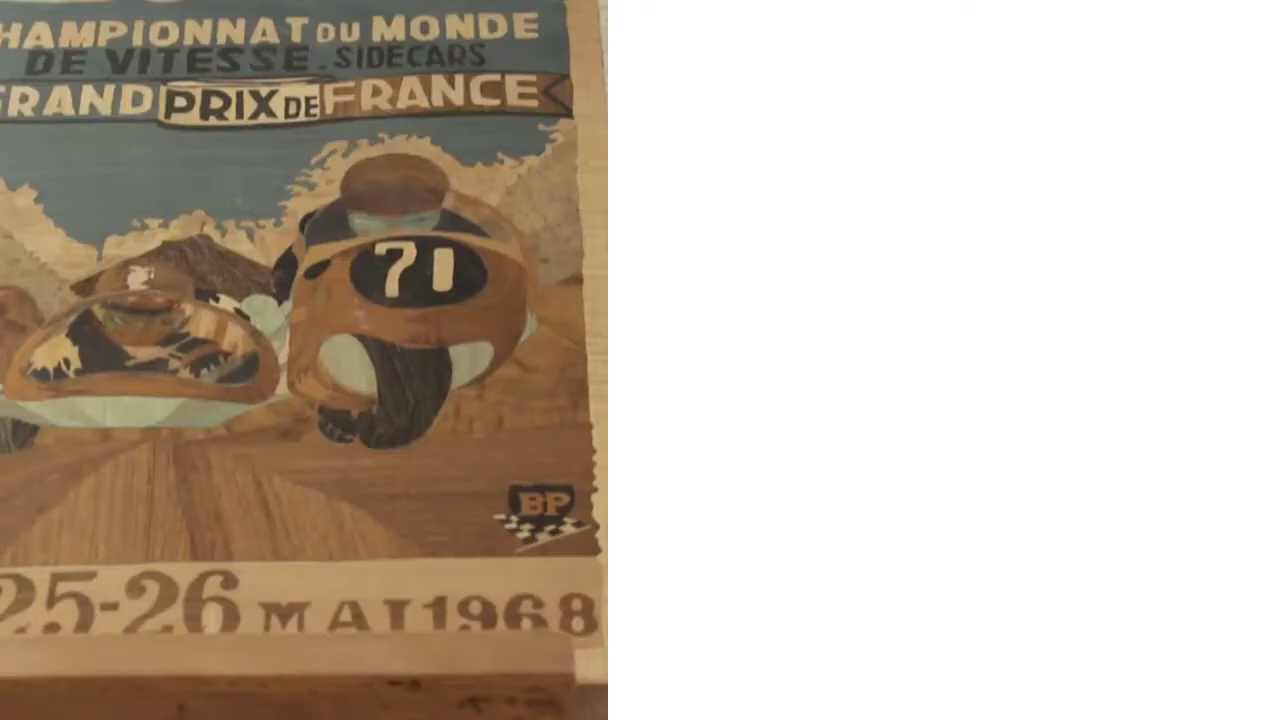 HAMPIONNAT DU MONDE
DE VITESSE. SIDECARS
GRAND PRIX DE FRANCE
71
BP
25-26 MAI 1968